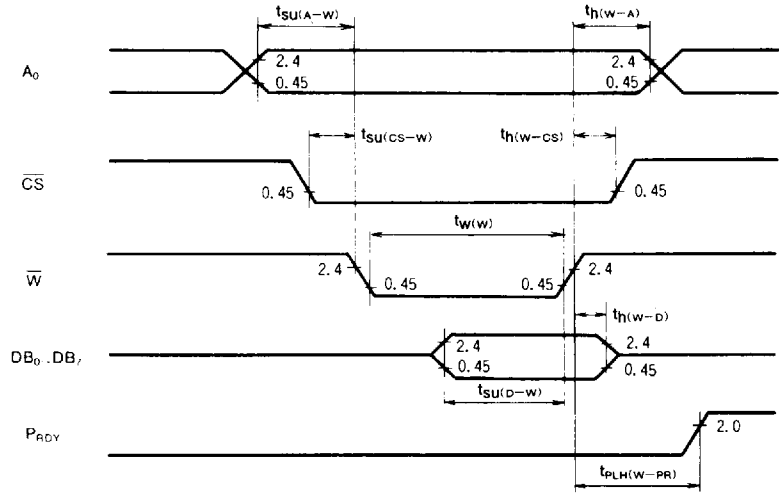 tsu(A-W)
th(W-A)
A0
2.4
0.45
2.4
0.45
tsu(CS-W)
th(W-CS)
CS
0.45
0.45
tW(W)
W
2.4
0.45
0.45
2.4
th(W-D)
DB0~DB7
2.4
0.45
2.4
0.45
tsu(D-W)
PRDY
2.0
tPLH(W-PR)